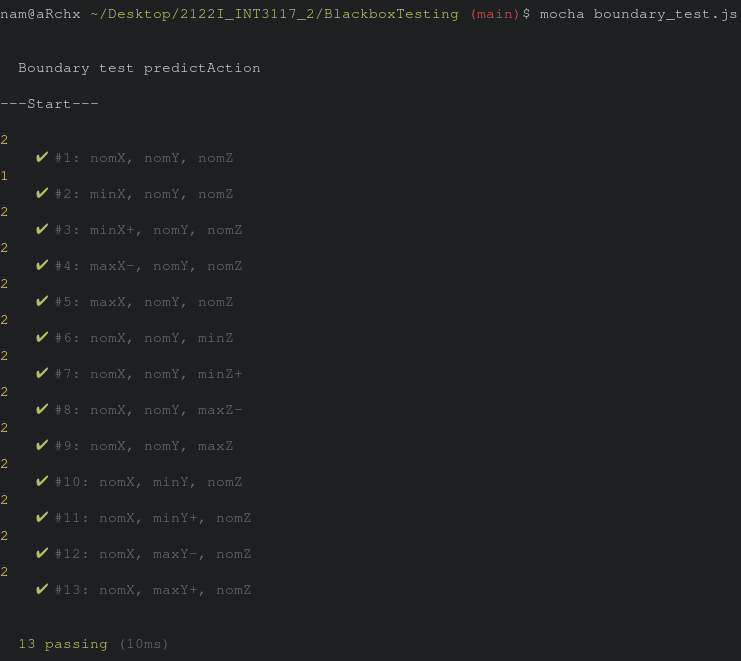 nam@aRchx ~/Desktop/2122I_INT3117_2/BlackboxTesting (main)$ mocha boundary_test.js
Boundary test predictAction
---Start---
2
✔ #1: nomX, nomY, nomZ
1
✔ #2: minX, nomY, nomZ
2
✔ #3: minX+, nomY, nomZ
2
✔ #4: maxX-, nomY, nomZ
2
✔ #5: maxX, nomY, nomZ
2
✔ #6: nomX, nomY, minZ
2
✔ #7: nomX, nomY, minZ+
2
✔ #8: nomX, nomY, maxZ-
2
✔ #9: nomX, nomY, maxZ
2
✔ #10: nomX, minY, nomZ
2
✔ #11: nomX, minY+, nomZ
2
✔ #12: nomX, maxY-, nomZ
2
✔ #13: nomX, maxY+, nomZ
13 passing (10ms)